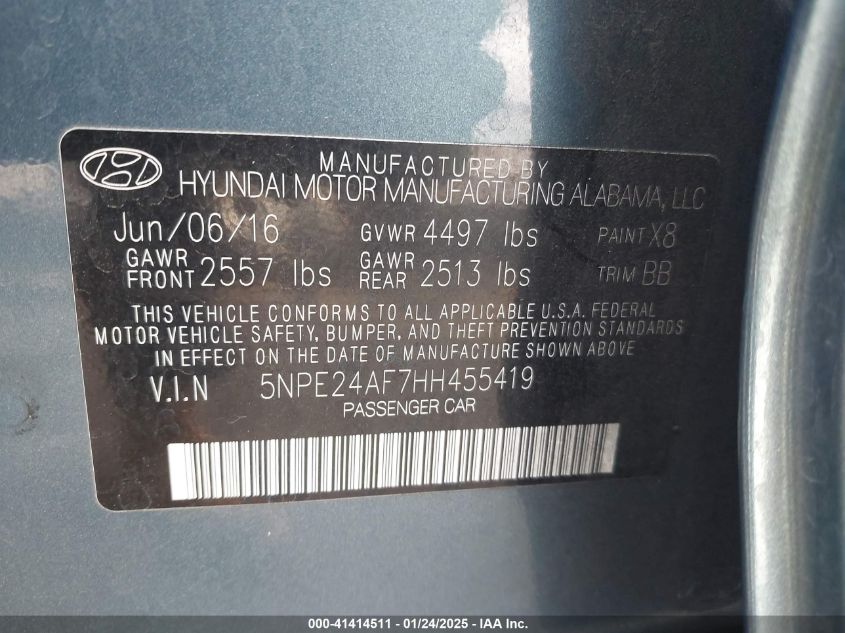 MANUFACTURED BY
HYUNDAI MOTOR MANUFACTURING ALABAMA, LLC
Jun/06/16 GVWR 4497 lbs PAINT X8
GAWR FRONT 2557 lbs GAWR REAR 2513 lbs TRIM BB
THIS VEHICLE CONFORMS TO ALL APPLICABLE U.S.A. FEDERAL
MOTOR VEHICLE SAFETY, BUMPER, AND THEFT PREVENTION STANDARDS
IN EFFECT ON THE DATE OF MANUFACTURE SHOWN ABOVE.
V.I.N 5NPE24AF7HH455419
PASSENGER CAR
000-41414511 - 01/24/2025 - IAA Inc.